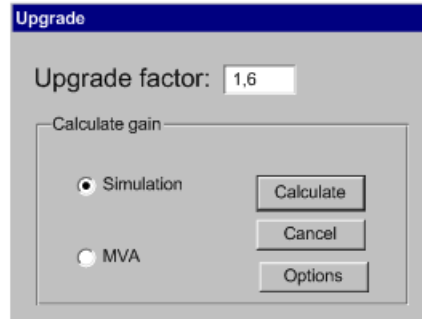 Upgrade
Upgrade factor: 1,6
Calculate gain
Simulation
Calculate
Cancel
MVA
Options